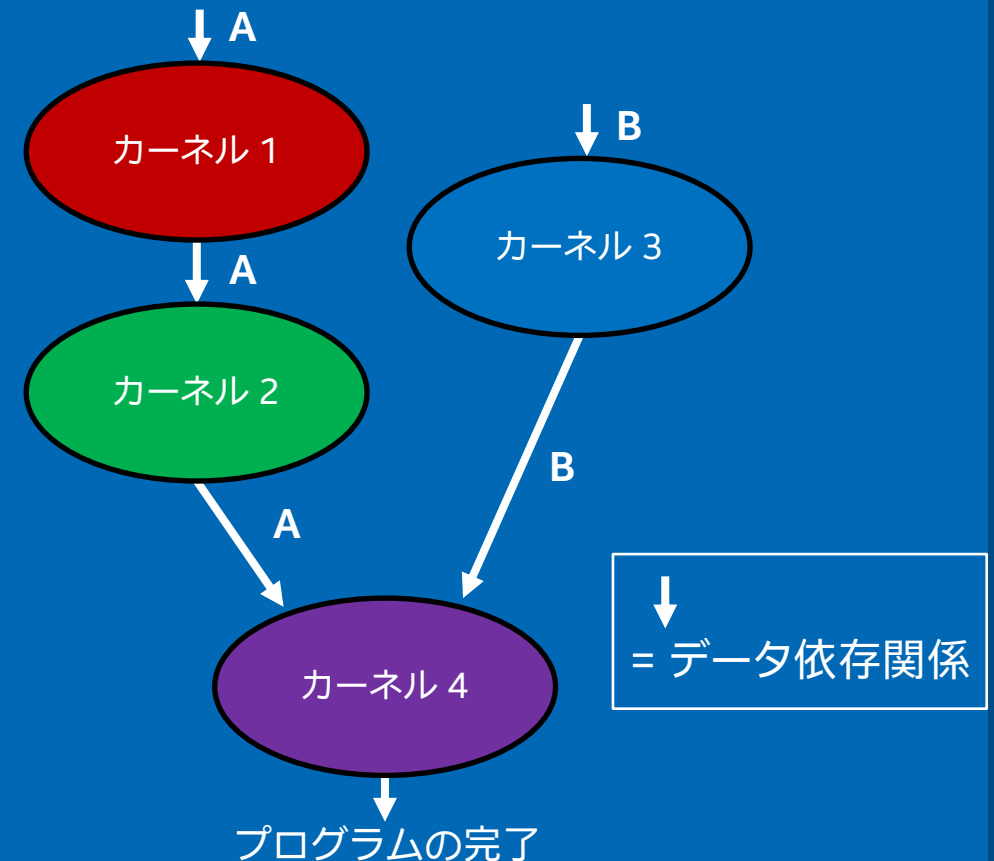 A
カーネル 1
B
カーネル 3
A
カーネル 2
B
A
= データ依存関係
カーネル 4
プログラムの完了